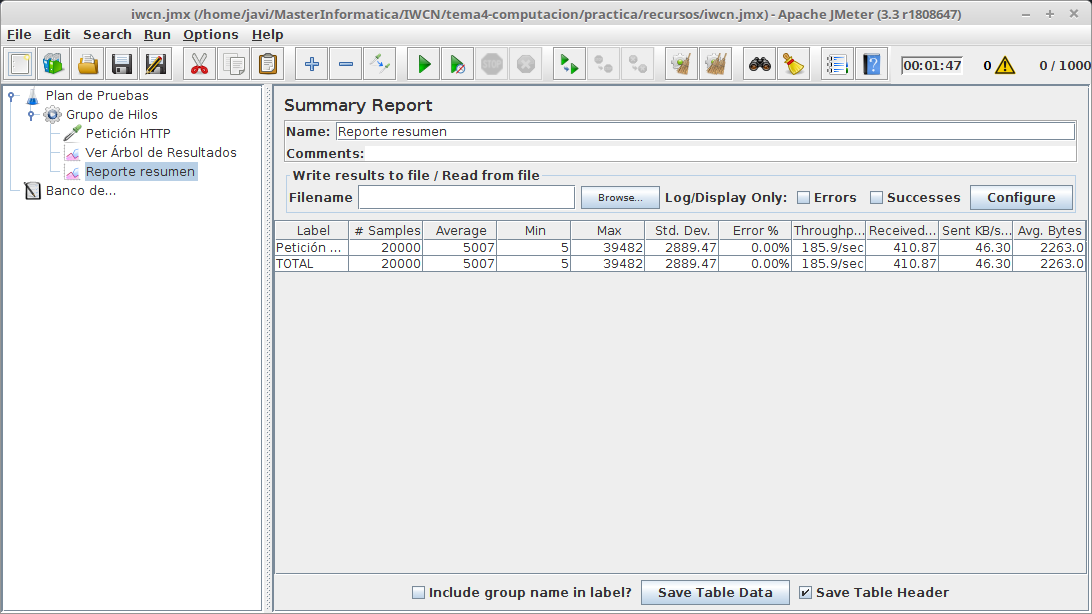 iwcn.jmx (/home/javi/MasterInformatica/IWCN/tema4-computacion/practica/recursos/iwcn.jmx) - Apache JMeter (3.3 r1808647)
File Edit Search Run Options Help
00:01:47 0 0 / 1000
Plan de Pruebas
Grupo de Hilos
Petición HTTP
Ver Árbol de Resultados
Reporte resumen
Banco de...
Summary Report
Name: Reporte resumen
Comments:
Write results to file / Read from file
Filename Browse... Log/Display Only: Errors Successes Configure
Label # Samples Average Min Max Std. Dev. Error % Throughp... Received... Sent KB/s... Avg. Bytes
Petición ... 20000 5007 5 39482 2889.47 0.00% 185.9/sec 410.87 46.30 2263.0
TOTAL 20000 5007 5 39482 2889.47 0.00% 185.9/sec 410.87 46.30 2263.0
Include group name in label? Save Table Data Save Table Header